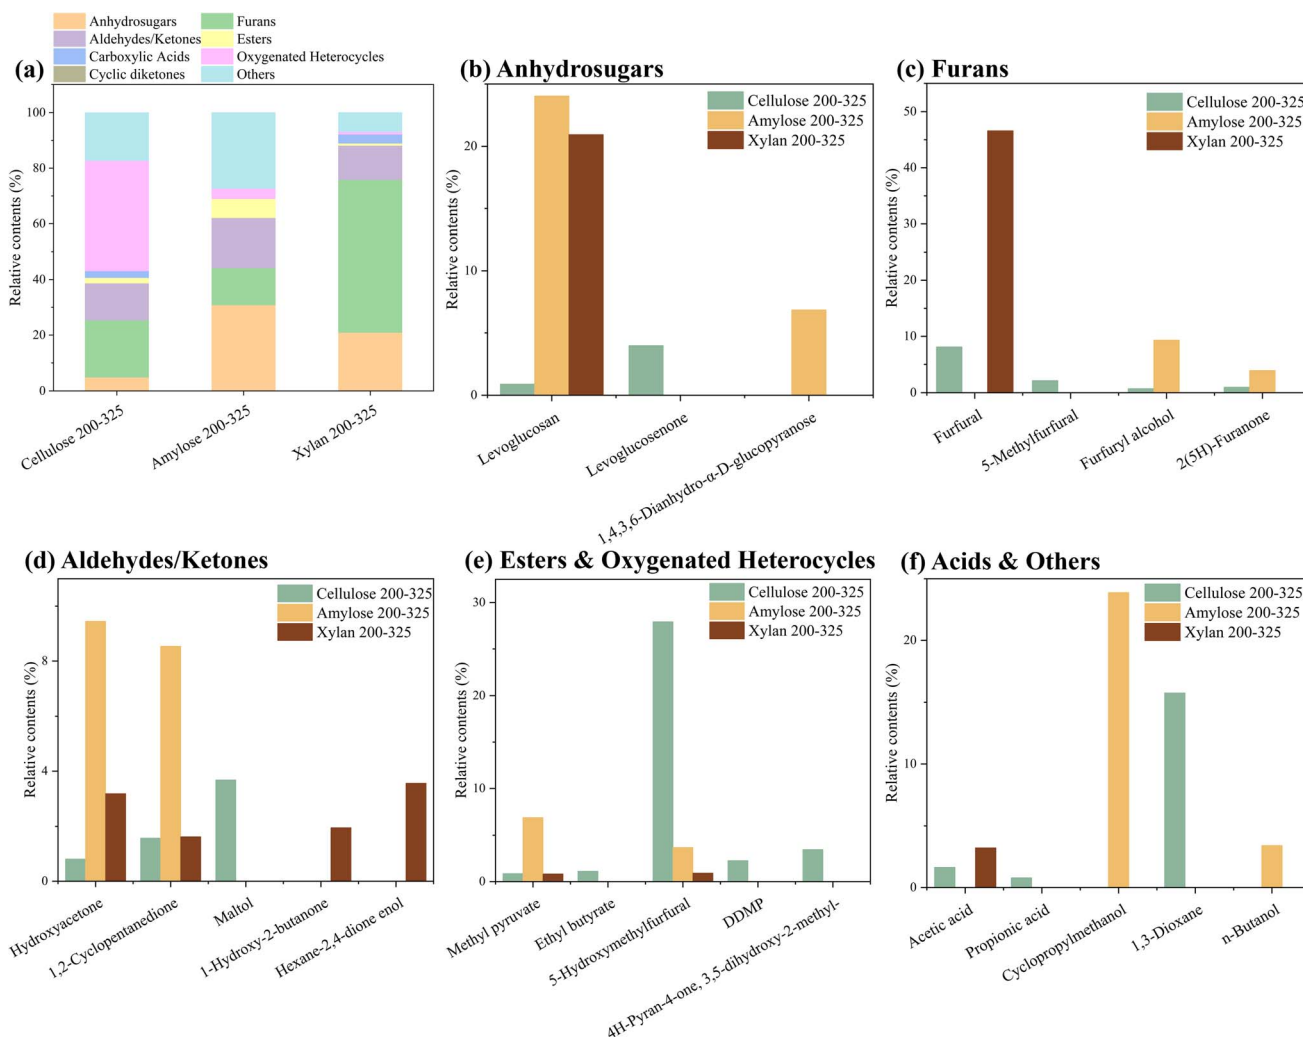 Anhydrosugars
Furans
Aldehydes/Ketones
Esters
Carboxylic Acids
Oxygenated Heterocycles
Cyclic diketones
Others
(a)
100
80
60
40
20
0
Relative contents (%)
Cellulose 200-325
Amylose 200-325
Xylan 200-325
(b) Anhydrosugars
Cellulose 200-325
Amylose 200-325
Xylan 200-325
20
10
0
Relative contents (%)
Levoglucosan
Levoglucosenone
1,4,3,6-Dianhydro-α-D-glucopyranose
(c) Furans
Cellulose 200-325
Amylose 200-325
Xylan 200-325
50
40
30
20
10
0
Relative contents (%)
Furfural
5-Methylfurfural
Furfuryl alcohol
2(5H)-Furanone
(d) Aldehydes/Ketones
Cellulose 200-325
Amylose 200-325
Xylan 200-325
8
4
0
Relative contents (%)
Hydroxyacetone
1,2-Cyclopentanedione
Maltol
1-Hydroxy-2-butanone
Hexane-2,4-dione enol
(e) Esters & Oxygenated Heterocycles
Cellulose 200-325
Amylose 200-325
Xylan 200-325
30
20
10
0
Relative contents (%)
Methyl pyruvate
Ethyl butyrate
5-Hydroxymethylfurfural
DDMP
4H-Pyran-4-one, 3,5-dihydroxy-2-methyl-
(f) Acids & Others
Cellulose 200-325
Amylose 200-325
Xylan 200-325
20
10
0
Relative contents (%)
Acetic acid
Propionic acid
Cyclopropylmethanol
1,3-Dioxane
n-Butanol